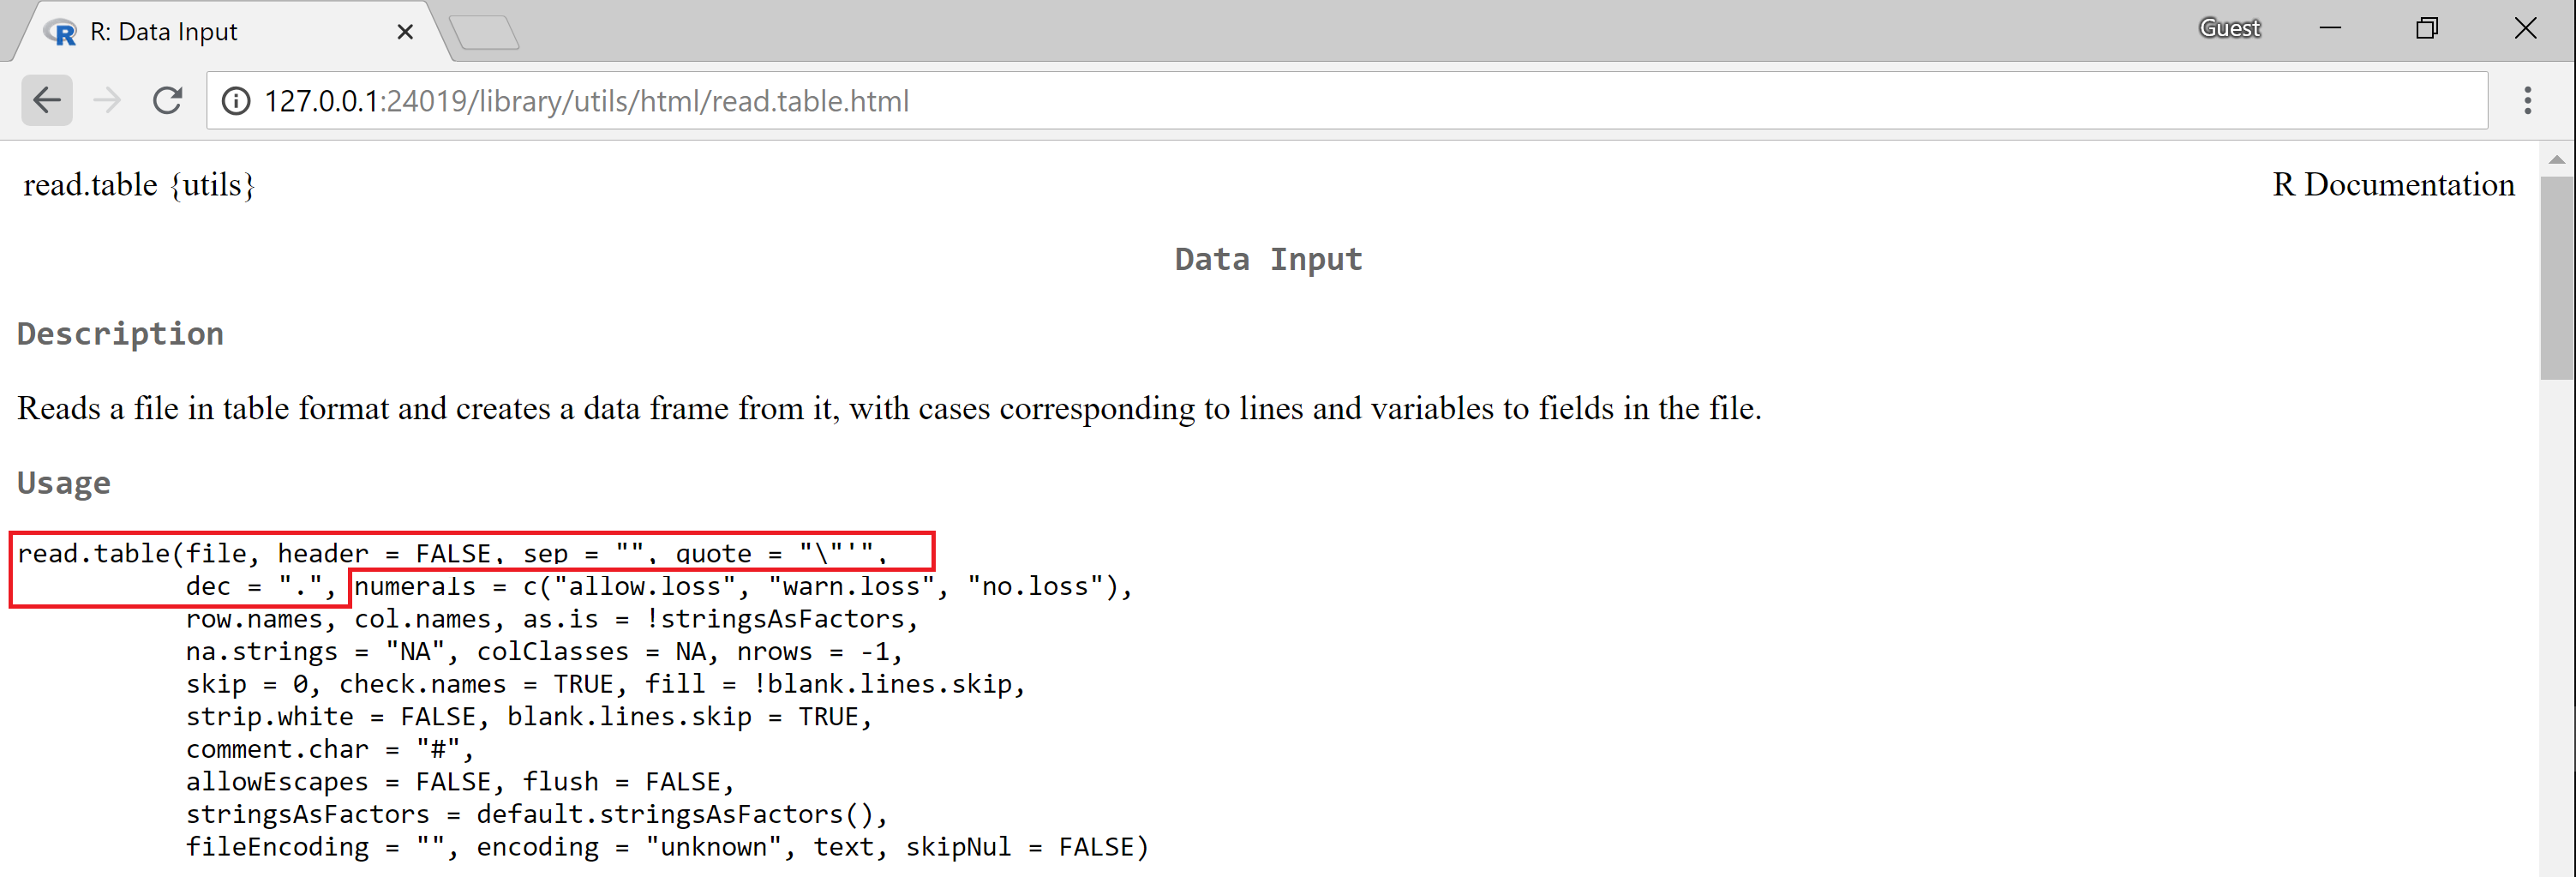 R: Data Input
Guest
127.0.0.1:24019/library/utils/html/read.table.html
read.table {utils}
R Documentation
Data Input
Description
Reads a file in table format and creates a data frame from it, with cases corresponding to lines and variables to fields in the file.
Usage
read.table(file, header = FALSE, sep = "", quote = "\"'",
dec = ".", numerals = c("allow.loss", "warn.loss", "no.loss"),
row.names, col.names, as.is = !stringsAsFactors,
na.strings = "NA", colClasses = NA, nrows = -1,
skip = 0, check.names = TRUE, fill = !blank.lines.skip,
strip.white = FALSE, blank.lines.skip = TRUE,
comment.char = "#",
allowEscapes = FALSE, flush = FALSE,
stringsAsFactors = default.stringsAsFactors(),
fileEncoding = "", encoding = "unknown", text, skipNul = FALSE)